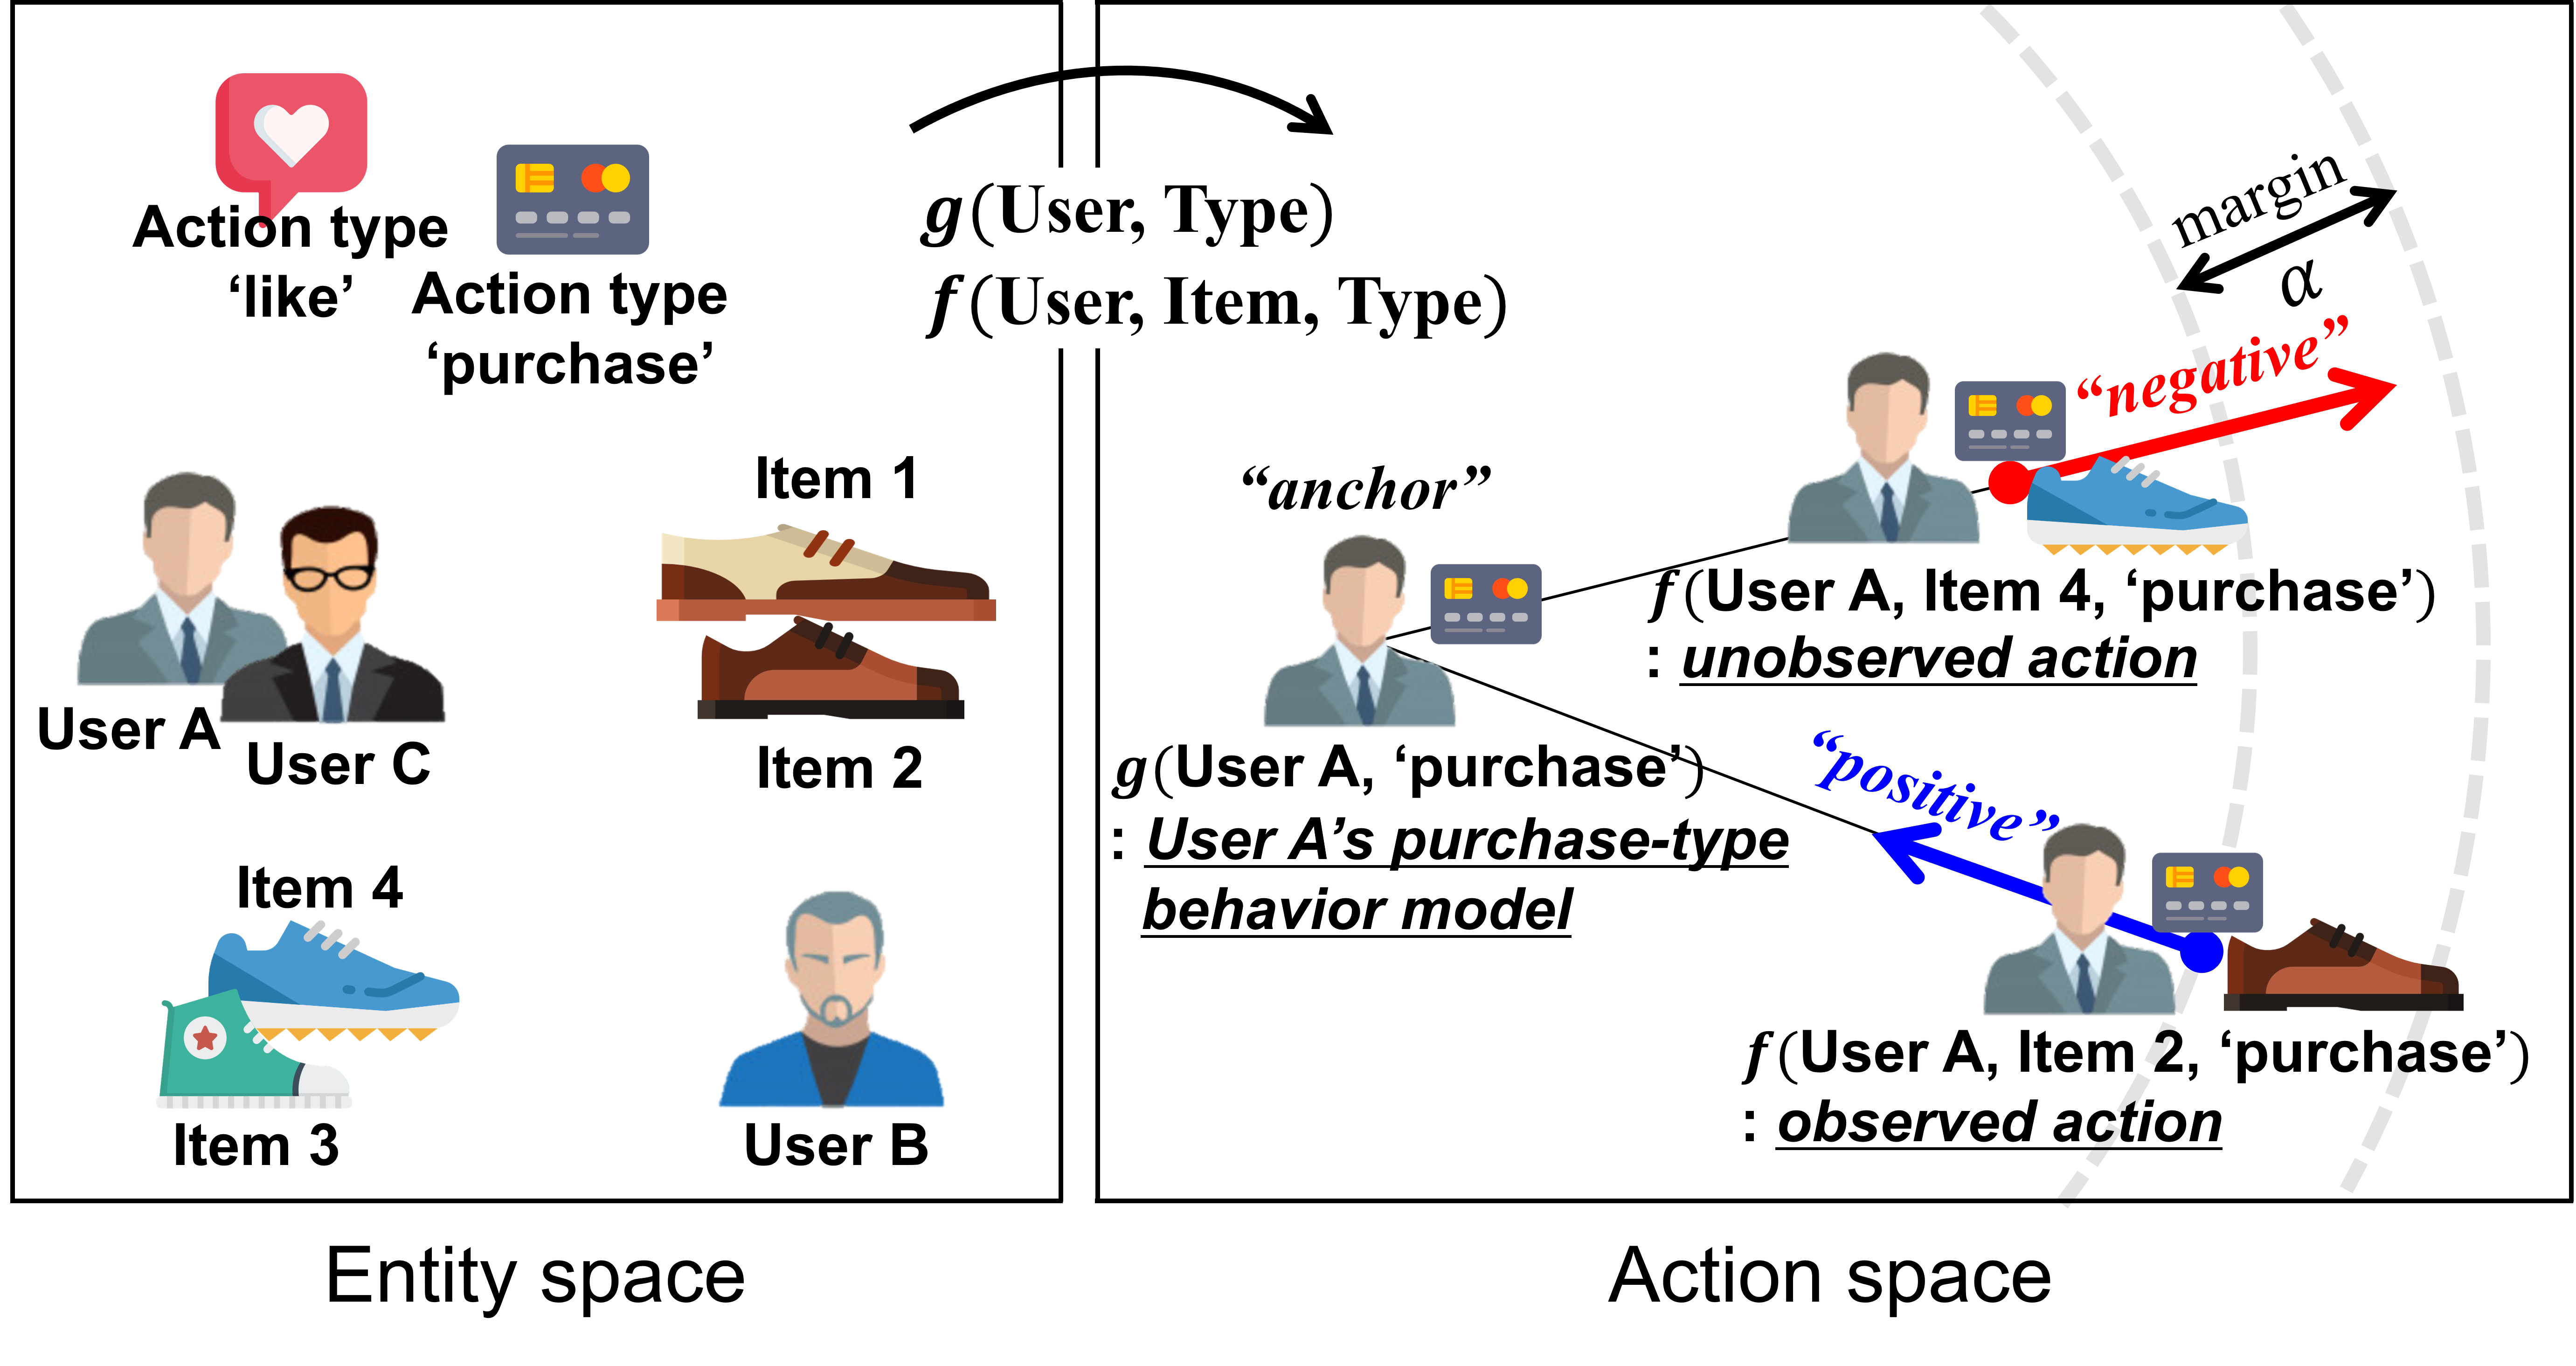 Action type
‘like’
Action type
‘purchase’
User A
User C
Item 1
Item 2
Item 4
Item 3
User B
Entity space
g(User, Type)
f(User, Item, Type)
margin
α
“negative”
“anchor”
f(User A, Item 4, ‘purchase’)
: unobserved action
g(User A, ‘purchase’)
: User A’s purchase-type
behavior model
“positive”
f(User A, Item 2, ‘purchase’)
: observed action
Action space